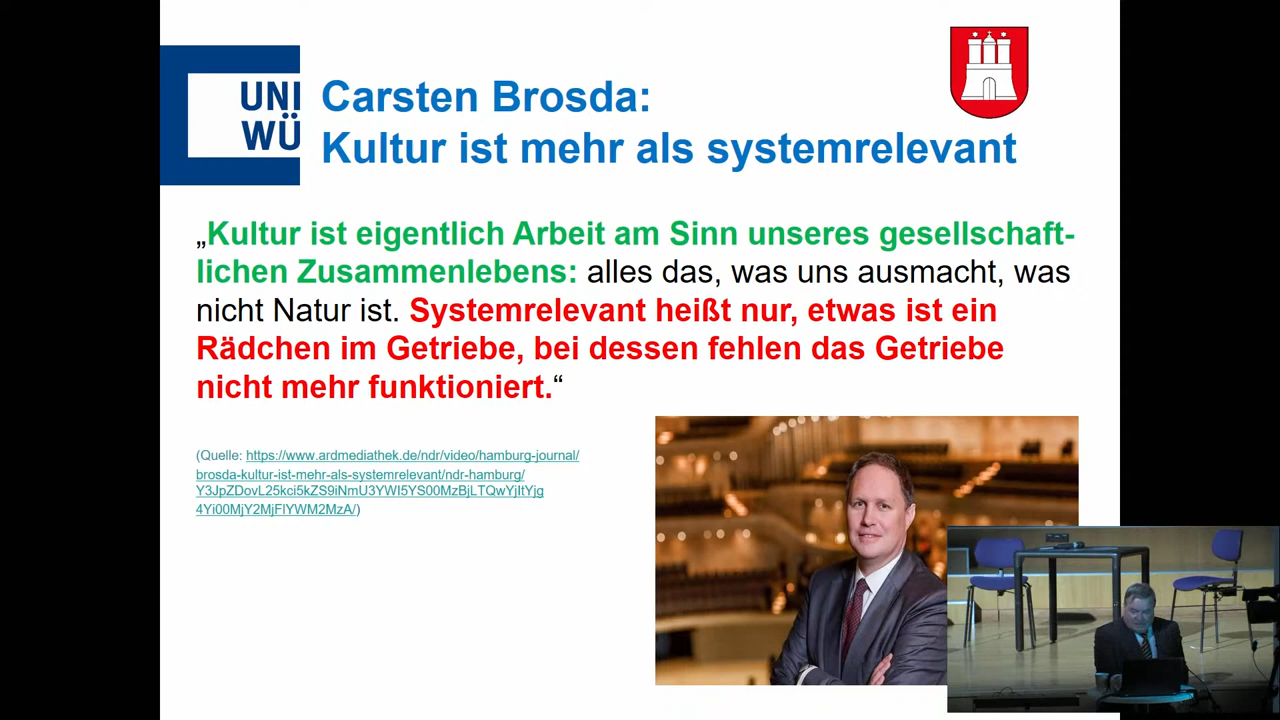 UNI
WÜ
Carsten Brosda:
Kultur ist mehr als systemrelevant
„Kultur ist eigentlich Arbeit am Sinn unseres gesellschaft-
lichen Zusammenlebens: alles das, was uns ausmacht, was
nicht Natur ist. Systemrelevant heißt nur, etwas ist ein
Rädchen im Getriebe, bei dessen fehlen das Getriebe
nicht mehr funktioniert.“
(Quelle: https://www.ardmediathek.de/ndr/video/hamburg-journal/
brosda-kultur-ist-mehr-als-systemrelevant/ndr-hamburg/
Y3JpZDovL25kci5kZS9iNmU3YWI5YS00MzBjLTQwYjItYjg
4Yi00MjY2MjFlYWM2MzA/)